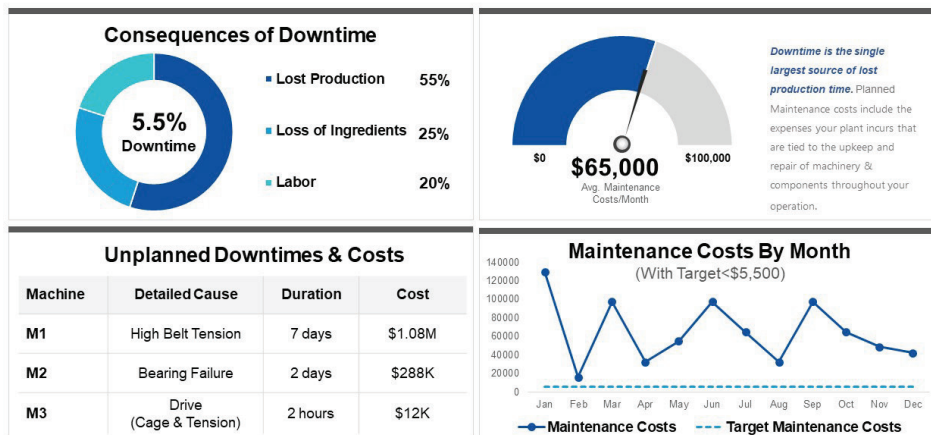 Consequences of Downtime
5.5%
Downtime
Lost Production 55%
Loss of Ingredients 25%
Labor 20%
$0
$100,000
$65,000
Avg. Maintenance
Costs/Month
Downtime is the single
largest source of lost
production time. Planned
Maintenance costs include the
expenses your plant incurs that
are tied to the upkeep and
repair of machinery &
components throughout your
operation.
Unplanned Downtimes & Costs
Machine Detailed Cause Duration Cost
M1 High Belt Tension 7 days $1.08M
M2 Bearing Failure 2 days $288K
M3 Drive
(Cage & Tension) 2 hours $12K
Maintenance Costs By Month
(With Target<$5,500)
140000
120000
100000
80000
60000
40000
20000
0
Jan Feb Mar Apr May Jun Jul Aug Sep Oct Nov Dec
Maintenance Costs Target Maintenance Costs